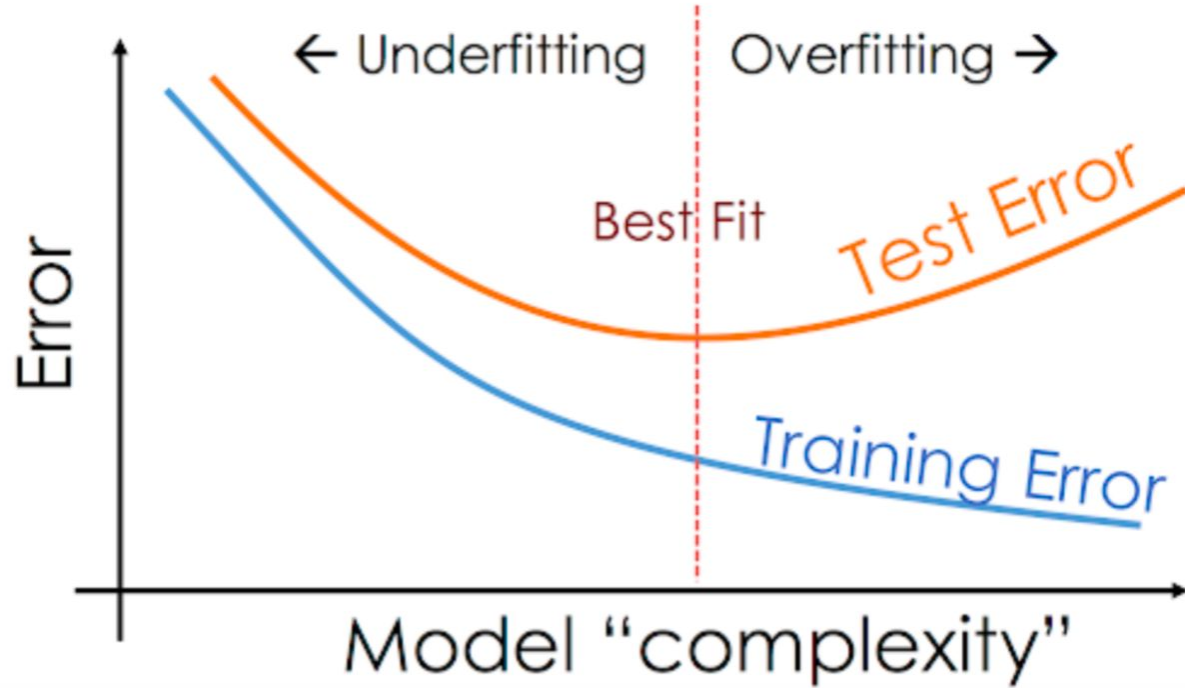 ← Underfitting
Overfitting →
Best Fit
Test Error
Error
Training Error
Model “complexity”